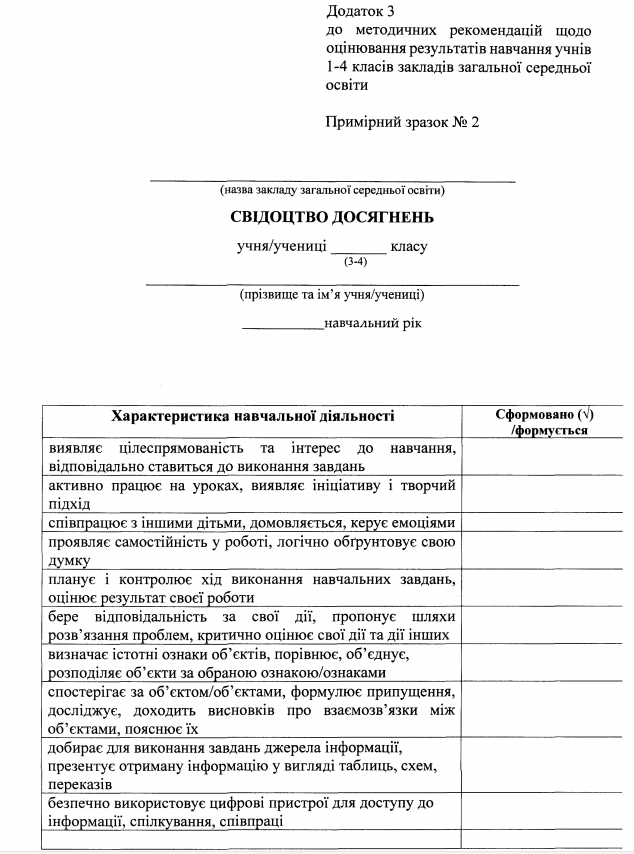 Додаток 3
до методичних рекомендацій щодо
оцінювання результатів навчання учнів
1-4 класів закладів загальної середньої
освіти
Примірний зразок № 2
(назва закладу загальної середньої освіти)
СВІДОЦТВО ДОСЯГНЕНЬ
учня/учениці _______ класу
(3-4)
(прізвище та ім’я учня/учениці)
___________навчальний рік
Характеристика навчальної діяльності
Сформовано (√)
/формується
виявляє цілеспрямованість та інтерес до навчання,
відповідально ставиться до виконання завдань
активно працює на уроках, виявляє ініціативу і творчий
підхід
співпрацює з іншими дітьми, домовляється, керує емоціями
проявляє самостійність у роботі, логічно обґрунтовує свою
думку
планує і контролює хід виконання навчальних завдань,
оцінює результат своєї роботи
бере відповідальність за свої дії, пропонує шляхи
розв’язання проблем, критично оцінює свої дії та дії інших
визначає істотні ознаки об’єктів, порівнює, об’єднує,
розподіляє об’єкти за обраною ознакою/ознаками
спостерігає за об’єктом/об’єктами, формулює припущення,
досліджує, доходить висновків про взаємозв’язки між
об’єктами, пояснює їх
добирає для виконання завдань джерела інформації,
презентує отриману інформацію у вигляді таблиць, схем,
переказів
безпечно використовує цифрові пристрої для доступу до
інформації, спілкування, співпраці